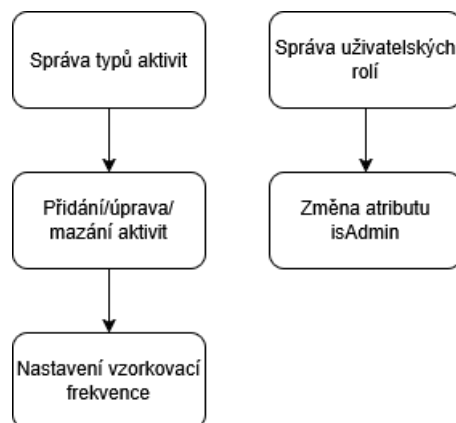 Správa typů aktivit
Přidání/úprava/
mazání aktivit
Nastavení vzorkovací
frekvence
Správa uživatelských
rolí
Změna atributu
isAdmin